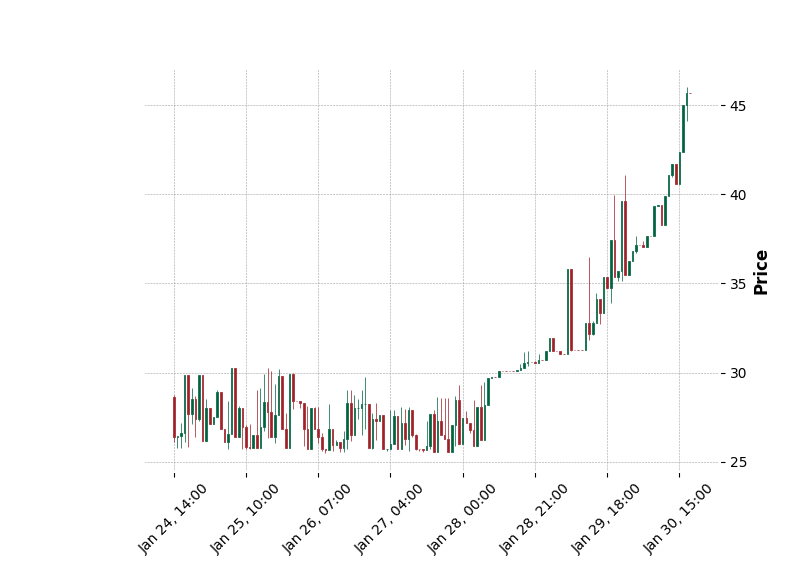 45
40
35
30
25
Price
Jan 24, 14:00
Jan 25, 10:00
Jan 26, 07:00
Jan 27, 04:00
Jan 28, 00:00
Jan 28, 21:00
Jan 29, 18:00
Jan 30, 15:00